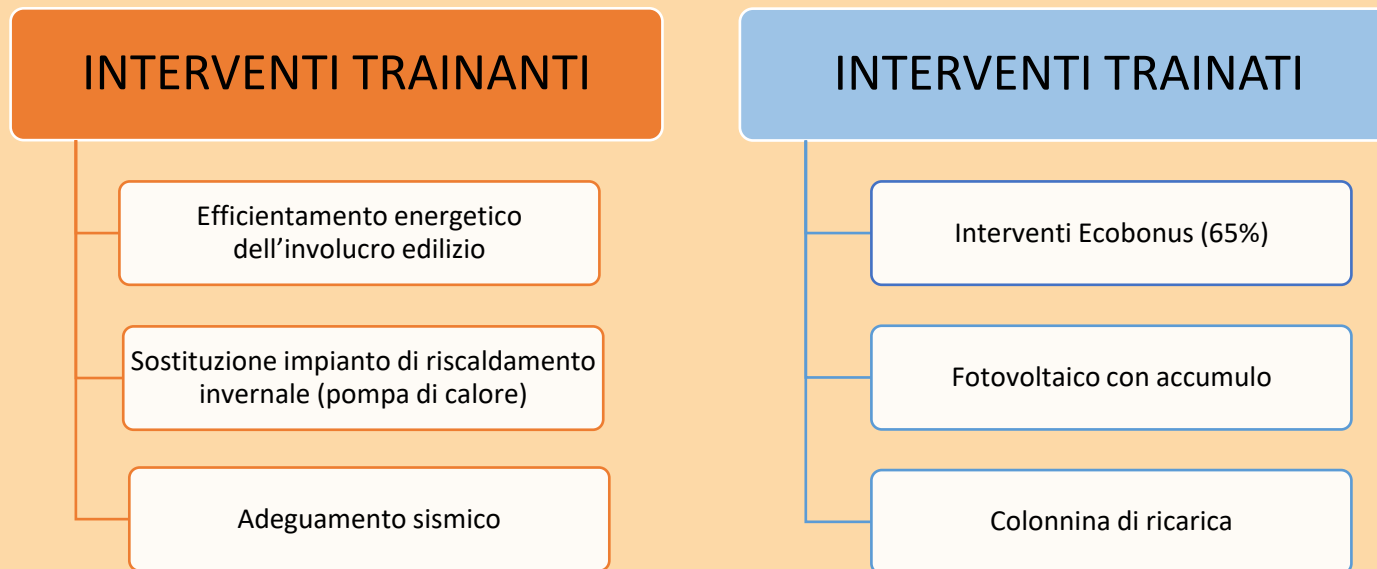 INTERVENTI TRAINANTI
Efficientamento energetico
dell’involucro edilizio
Sostituzione impianto di riscaldamento
invernale (pompa di calore)
Adeguamento sismico
INTERVENTI TRAINATI
Interventi Ecobonus (65%)
Fotovoltaico con accumulo
Colonnina di ricarica